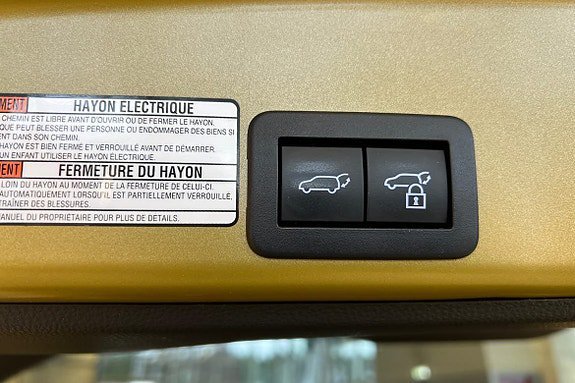 MENT HAYON ÉLECTRIQUE
CHEMIN EST LIBRE AVANT D'OUVRIR OU DE FERMER LE HAYON.
QUE PEUT BLESSER UNE PERSONNE OU ENDOMMAGER DES BIENS SI
ENT DANS SON CHEMIN.
HAYON EST BIEN FERMÉ ET VERROUILLÉ AVANT DE DÉMARRER.
UN ENFANT UTILISER LE HAYON ÉLECTRIQUE.
MENT FERMETURE DU HAYON
LOIN DU HAYON AU MOMENT DE LA FERMETURE DE CELUI-CI.
AUTOMATIQUEMENT LORSQU'IL EST PARTIELLEMENT VERROUILLÉ,
TRAÎNER DES BLESSURES.
MANUEL DU PROPRIÉTAIRE POUR PLUS DE DÉTAILS.